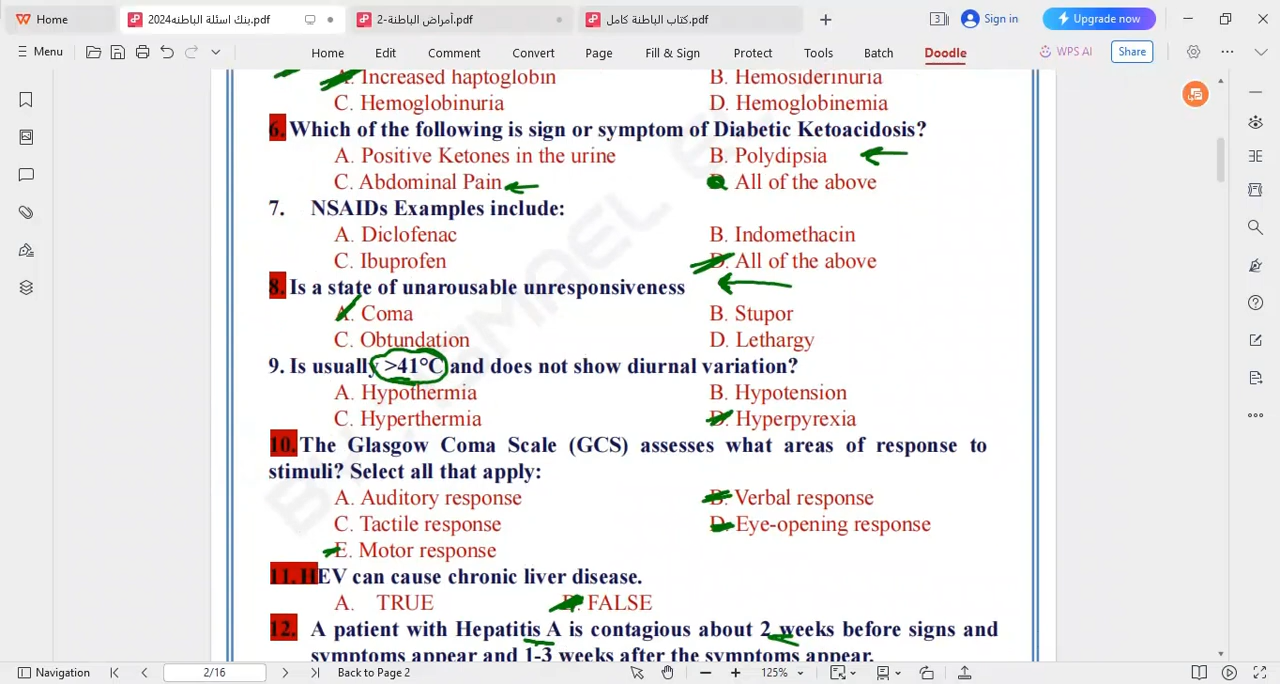 Home
بنك اسئلة الباطنه2024.pdf
أمراض الباطنة-2.pdf
كتاب الباطنة كامل.pdf
Sign in
Upgrade now
Menu
Home Edit Comment Convert Page Fill & Sign Protect Tools Batch Doodle WPS AI Share
A. Increased haptoglobin B. Hemosiderinuria
C. Hemoglobinuria D. Hemoglobinemia
6. Which of the following is sign or symptom of Diabetic Ketoacidosis?
A. Positive Ketones in the urine B. Polydipsia
C. Abdominal Pain D. All of the above
7. NSAIDs Examples include:
A. Diclofenac B. Indomethacin
C. Ibuprofen D. All of the above
8. Is a state of unarousable unresponsiveness
A. Coma B. Stupor
C. Obtundation D. Lethargy
9. Is usually >41°C and does not show diurnal variation?
A. Hypothermia B. Hypotension
C. Hyperthermia D. Hyperpyrexia
10. The Glasgow Coma Scale (GCS) assesses what areas of response to
stimuli? Select all that apply:
A. Auditory response B. Verbal response
C. Tactile response D. Eye-opening response
E. Motor response
11. HEV can cause chronic liver disease.
A. TRUE B. FALSE
12. A patient with Hepatitis A is contagious about 2 weeks before signs and
symptoms appear and 1-3 weeks after the symptoms appear.
Navigation 2/16 Back to Page 2 125%